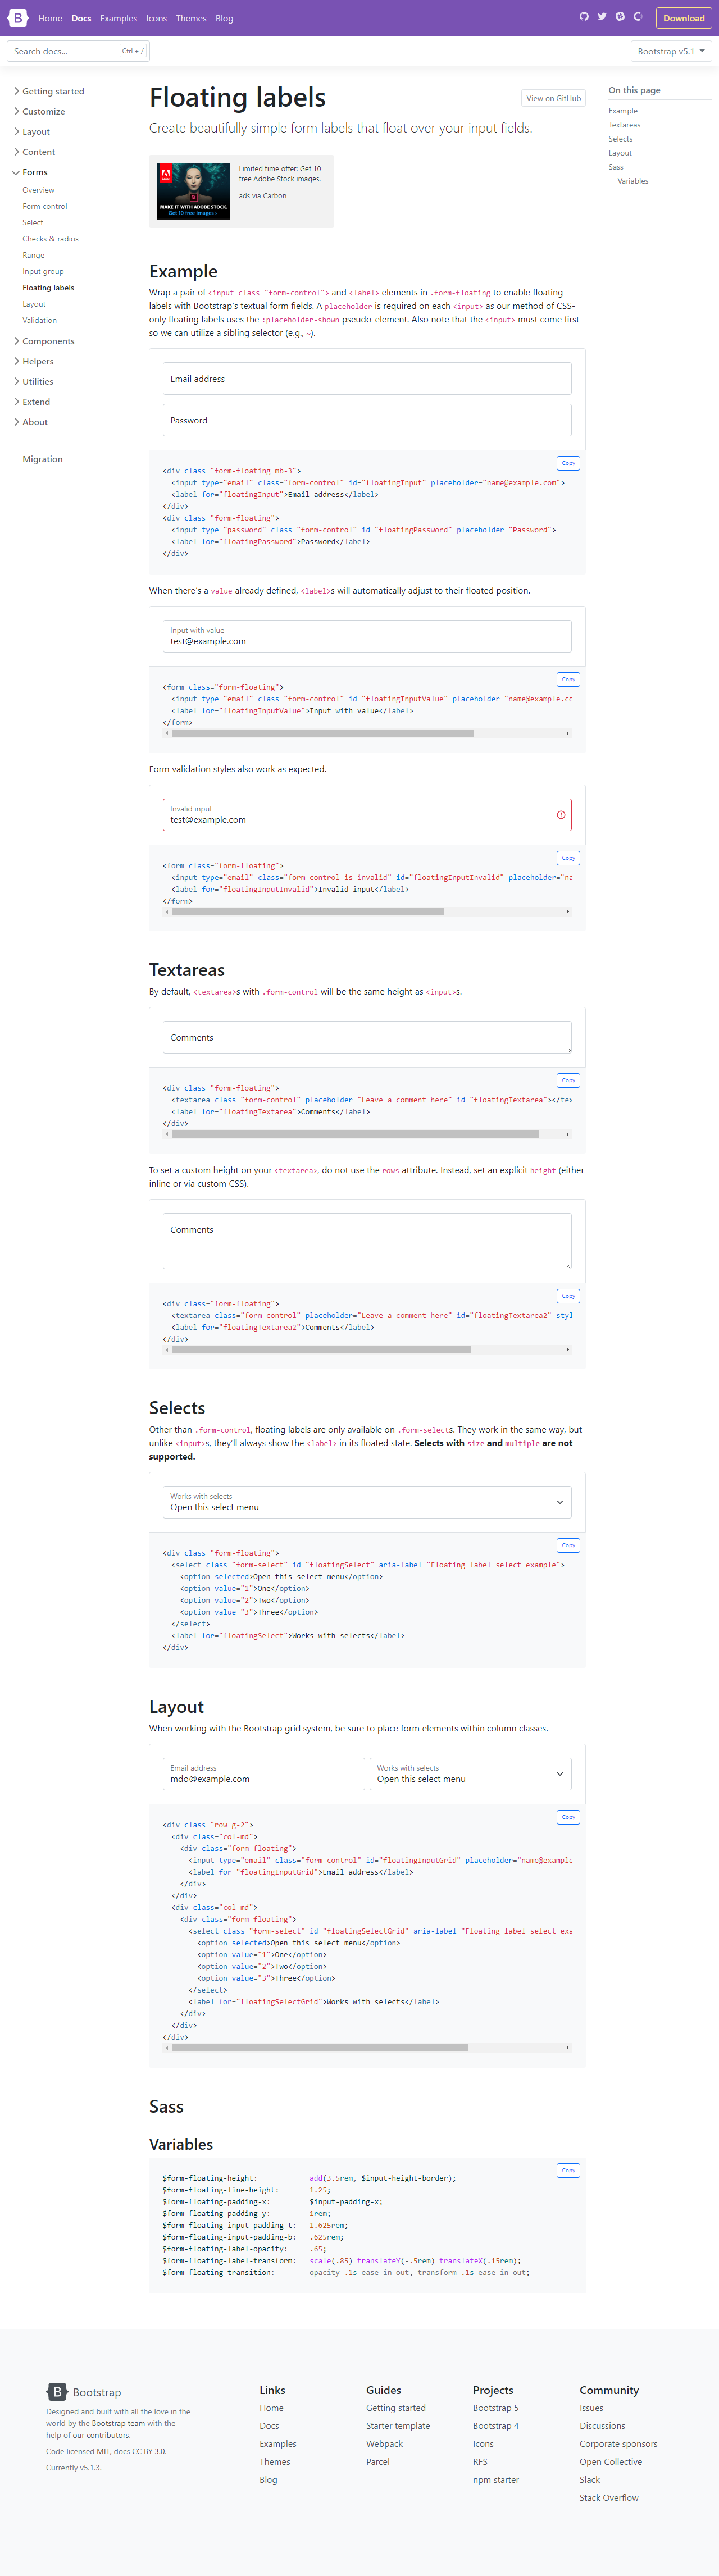 B Home Docs Examples Icons Themes Blog Download
Search docs... Ctrl + / Bootstrap v5.1
Getting started
Customize
Layout
Content
Forms
Overview
Form control
Select
Checks & radios
Range
Input group
Floating labels
Layout
Validation
Components
Helpers
Utilities
Extend
About
Migration
Floating labels
View on GitHub
Create beautifully simple form labels that float over your input fields.
Adobe
MAKE IT WITH ADOBE STOCK.
Get 10 free images ›
Limited time offer: Get 10
free Adobe Stock images.
ads via Carbon
On this page
Example
Textareas
Selects
Layout
Sass
Variables
Example
Wrap a pair of <input class="form-control"> and <label> elements in .form-floating to enable floating
labels with Bootstrap's textual form fields. A placeholder is required on each <input> as our method of CSS-
only floating labels uses the :placeholder-shown pseudo-element. Also note that the <input> must come first
so we can utilize a sibling selector (e.g., ~).
Email address
Password
Copy
<div class="form-floating mb-3">
<input type="email" class="form-control" id="floatingInput" placeholder="name@example.com">
<label for="floatingInput">Email address</label>
</div>
<div class="form-floating">
<input type="password" class="form-control" id="floatingPassword" placeholder="Password">
<label for="floatingPassword">Password</label>
</div>
When there's a value already defined, <label>s will automatically adjust to their floated position.
Input with value
test@example.com
Copy
<form class="form-floating">
<input type="email" class="form-control" id="floatingInputValue" placeholder="name@example.cc
<label for="floatingInputValue">Input with value</label>
</form>
Form validation styles also work as expected.
Invalid input
test@example.com
Copy
<form class="form-floating">
<input type="email" class="form-control is-invalid" id="floatingInputInvalid" placeholder="na
<label for="floatingInputInvalid">Invalid input</label>
</form>
Textareas
By default, <textarea>s with .form-control will be the same height as <input>s.
Comments
Copy
<div class="form-floating">
<textarea class="form-control" placeholder="Leave a comment here" id="floatingTextarea"></tex
<label for="floatingTextarea">Comments</label>
</div>
To set a custom height on your <textarea>, do not use the rows attribute. Instead, set an explicit height (either
inline or via custom CSS).
Comments
Copy
<div class="form-floating">
<textarea class="form-control" placeholder="Leave a comment here" id="floatingTextarea2" styl
<label for="floatingTextarea2">Comments</label>
</div>
Selects
Other than .form-control, floating labels are only available on .form-selects. They work in the same way, but
unlike <input>s, they'll always show the <label> in its floated state. Selects with size and multiple are not
supported.
Works with selects
Open this select menu
Copy
<div class="form-floating">
<select class="form-select" id="floatingSelect" aria-label="Floating label select example">
<option selected>Open this select menu</option>
<option value="1">One</option>
<option value="2">Two</option>
<option value="3">Three</option>
</select>
<label for="floatingSelect">Works with selects</label>
</div>
Layout
When working with the Bootstrap grid system, be sure to place form elements within column classes.
Email address
mdo@example.com
Works with selects
Open this select menu
Copy
<div class="row g-2">
<div class="col-md">
<div class="form-floating">
<input type="email" class="form-control" id="floatingInputGrid" placeholder="name@example
<label for="floatingInputGrid">Email address</label>
</div>
</div>
<div class="col-md">
<div class="form-floating">
<select class="form-select" id="floatingSelectGrid" aria-label="Floating label select exa
<option selected>Open this select menu</option>
<option value="1">One</option>
<option value="2">Two</option>
<option value="3">Three</option>
</select>
<label for="floatingSelectGrid">Works with selects</label>
</div>
</div>
</div>
Sass
Variables
Copy
$form-floating-height: add(3.5rem, $input-height-border);
$form-floating-line-height: 1.25;
$form-floating-padding-x: $input-padding-x;
$form-floating-padding-y: 1rem;
$form-floating-input-padding-t: 1.625rem;
$form-floating-input-padding-b: .625rem;
$form-floating-label-opacity: .65;
$form-floating-label-transform: scale(.85) translateY(-.5rem) translateX(.15rem);
$form-floating-transition: opacity .1s ease-in-out, transform .1s ease-in-out;
B Bootstrap
Designed and built with all the love in the
world by the Bootstrap team with the
help of our contributors.
Code licensed MIT, docs CC BY 3.0.
Currently v5.1.3.
Links
Home
Docs
Examples
Themes
Blog
Guides
Getting started
Starter template
Webpack
Parcel
Projects
Bootstrap 5
Bootstrap 4
Icons
RFS
npm starter
Community
Issues
Discussions
Corporate sponsors
Open Collective
Slack
Stack Overflow